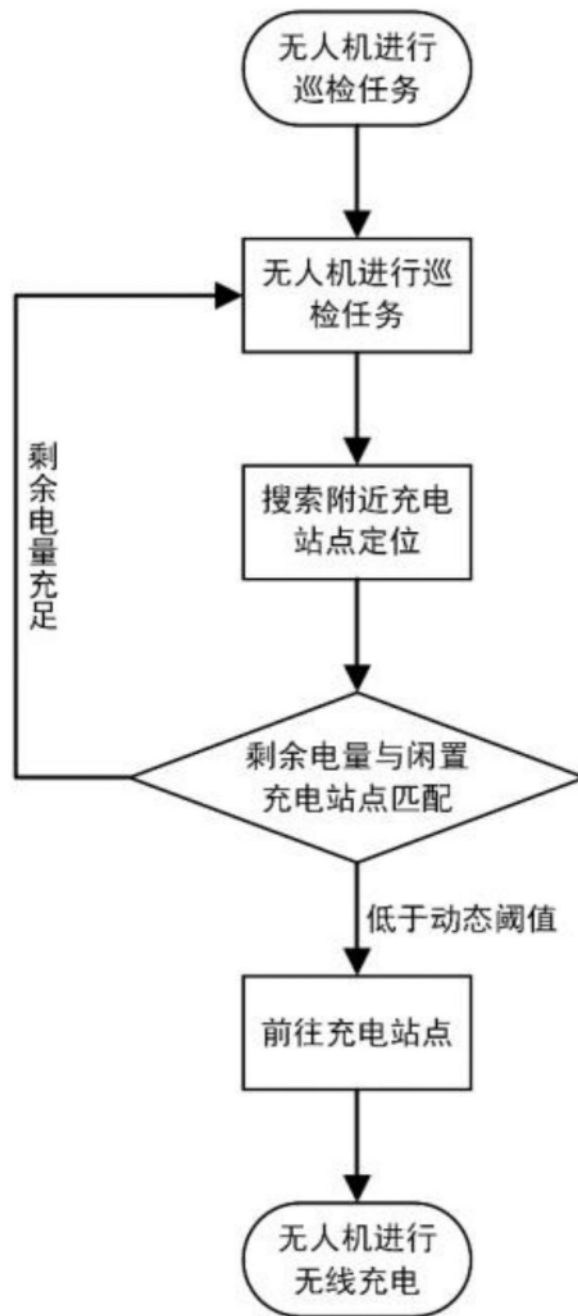 无人机进行
巡检任务
无人机进行巡
检任务
搜索附近充电
站点定位
剩余电量充足
剩余电量与闲置
充电站点匹配
低于动态阈值
前往充电站点
无人机进行
无线充电